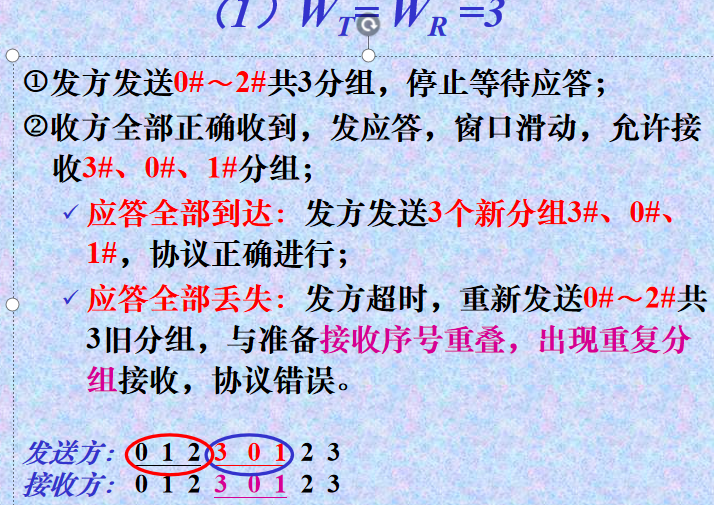 （1）WT= WR =3
①发方发送0#～2#共3分组，停止等待应答；
②收方全部正确收到，发应答，窗口滑动，允许接
收3#、0#、1#分组；
✓ 应答全部到达：发方发送3个新分组3#、0#、
1#，协议正确进行；
✓ 应答全部丢失：发方超时，重新发送0#～2#共
3旧分组，与准备接收序号重叠，出现重复分
组接收，协议错误。
发送方：0 1 2 3 0 1 2 3
接收方：0 1 2 3 0 1 2 3